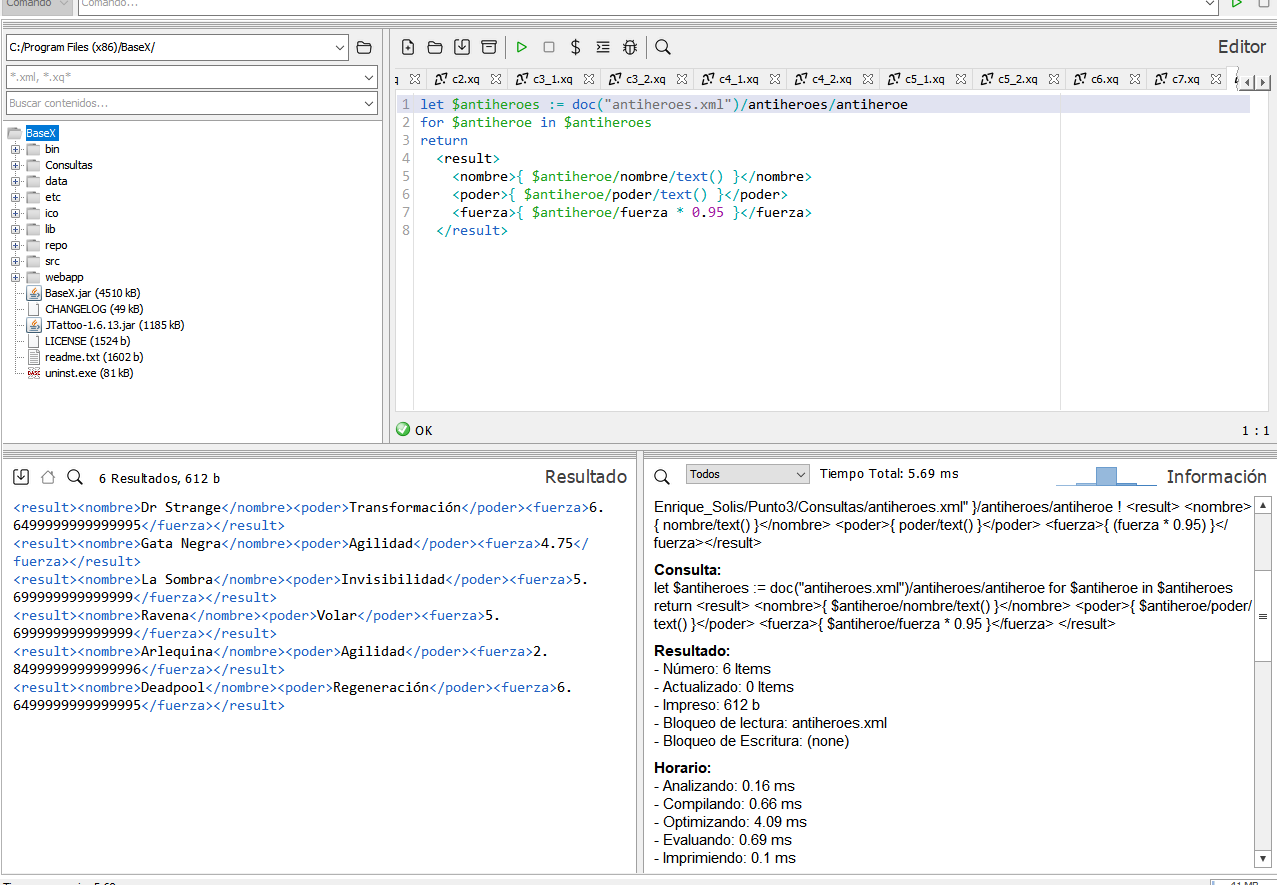 Comando
Comando...
C:/Program Files (x86)/BaseX/
*.xml, *.xq*
Buscar contenidos...
BaseX
bin
Consultas
data
etc
ico
lib
repo
src
webapp
BaseX.jar (4510 kB)
CHANGELOG (49 kB)
JTattoo-1.6.13.jar (1185 kB)
LICENSE (1524 b)
readme.txt (1602 b)
uninst.exe (81 kB)
Editor
q c2.xq c3_1.xq c3_2.xq c4_1.xq c4_2.xq c5_1.xq c5_2.xq c6.xq c7.xq
1 let $antiheroes := doc("antiheroes.xml")/antiheroes/antiheroe
2 for $antiheroe in $antiheroes
3 return
4 <result>
5 <nombre>{ $antiheroe/nombre/text() }</nombre>
6 <poder>{ $antiheroe/poder/text() }</poder>
7 <fuerza>{ $antiheroe/fuerza * 0.95 }</fuerza>
8 </result>
OK
1 : 1
6 Resultados, 612 b
Resultado
<result><nombre>Dr Strange</nombre><poder>Transformación</poder><fuerza>6.
6499999999999995</fuerza></result>
<result><nombre>Gata Negra</nombre><poder>Agilidad</poder><fuerza>4.75</
fuerza></result>
<result><nombre>La Sombra</nombre><poder>Invisibilidad</poder><fuerza>5.
699999999999999</fuerza></result>
<result><nombre>Ravena</nombre><poder>Volar</poder><fuerza>5.
699999999999999</fuerza></result>
<result><nombre>Arlequina</nombre><poder>Agilidad</poder><fuerza>2.
8499999999999996</fuerza></result>
<result><nombre>Deadpool</nombre><poder>Regeneración</poder><fuerza>6.
6499999999999995</fuerza></result>
Todos
Tiempo Total: 5.69 ms
Información
Enrique_Solis/Punto3/Consultas/antiheroes.xml" }/antiheroes/antiheroe ! <result> <nombre>
{ nombre/text() }</nombre> <poder>{ poder/text() }</poder> <fuerza>{ (fuerza * 0.95) }</
fuerza></result>
Consulta:
let $antiheroes := doc("antiheroes.xml")/antiheroes/antiheroe for $antiheroe in $antiheroes
return <result> <nombre>{ $antiheroe/nombre/text() }</nombre> <poder>{ $antiheroe/poder/
text() }</poder> <fuerza>{ $antiheroe/fuerza * 0.95 }</fuerza> </result>
Resultado:
- Número: 6 Items
- Actualizado: 0 Items
- Impreso: 612 b
- Bloqueo de lectura: antiheroes.xml
- Bloqueo de Escritura: (none)
Horario:
- Analizando: 0.16 ms
- Compilando: 0.66 ms
- Optimizando: 4.09 ms
- Evaluando: 0.69 ms
- Imprimiendo: 0.1 ms